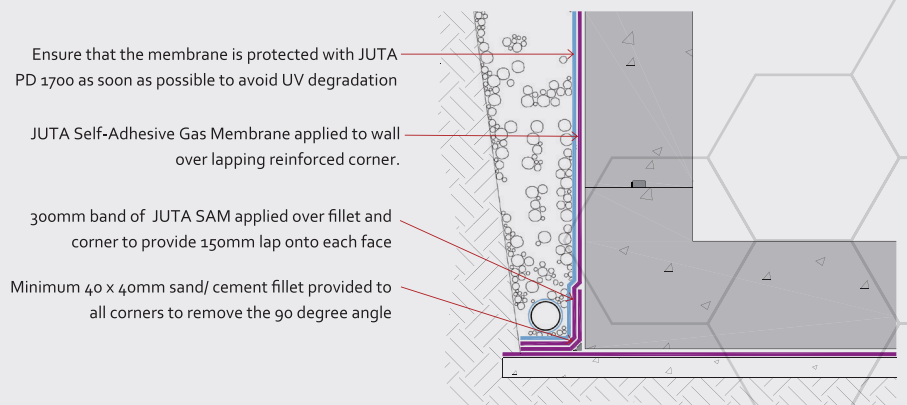 Ensure that the membrane is protected with JUTA
PD 1700 as soon as possible to avoid UV degradation
JUTA Self-Adhesive Gas Membrane applied to wall
over lapping reinforced corner.
300mm band of JUTA SAM applied over fillet and
corner to provide 150mm lap onto each face
Minimum 40 x 40mm sand/ cement fillet provided to
all corners to remove the 90 degree angle